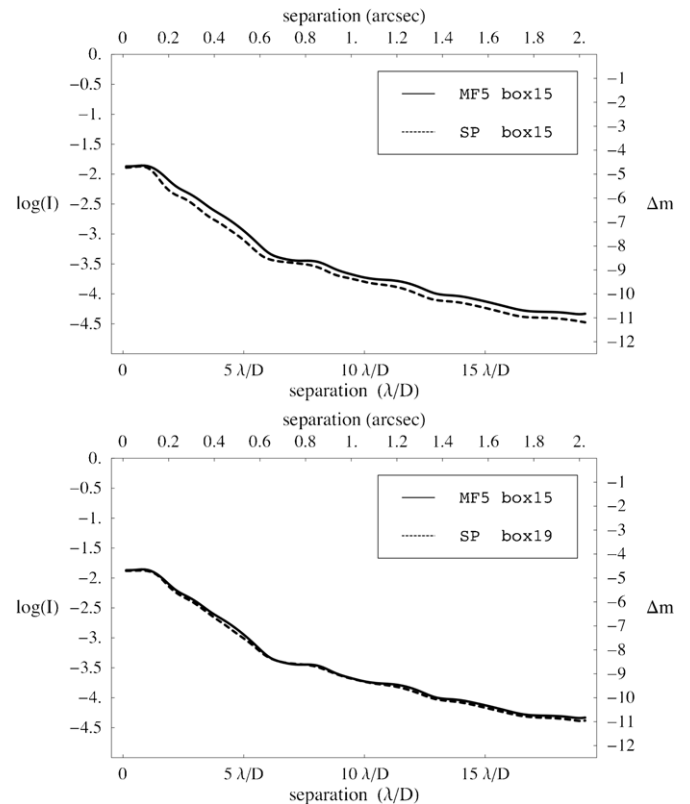 separation (arcsec)
0 0.2 0.4 0.6 0.8 1. 1.2 1.4 1.6 1.8 2.
0.
−0.5
−1.
−1.5
−2.
−2.5
−3.
−3.5
−4.
−4.5
log(I)
MF5 box15
SP box15
−1
−2
−3
−4
−5
−6
−7
−8
−9
−10
−11
−12
Δm
0 5 λ/D 10 λ/D 15 λ/D
separation (λ/D)
separation (arcsec)
0 0.2 0.4 0.6 0.8 1. 1.2 1.4 1.6 1.8 2.
0.
−0.5
−1.
−1.5
−2.
−2.5
−3.
−3.5
−4.
−4.5
log(I)
MF5 box15
SP box19
−1
−2
−3
−4
−5
−6
−7
−8
−9
−10
−11
−12
Δm
0 5 λ/D 10 λ/D 15 λ/D
separation (λ/D)